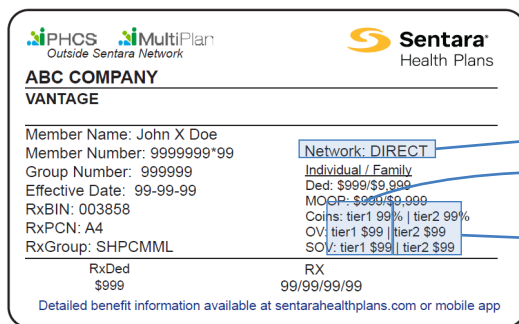 PHCS MultiPlan
Outside Sentara Network
Sentara
Health Plans
ABC COMPANY
VANTAGE
Member Name: John X Doe
Member Number: 9999999*99
Group Number: 999999
Effective Date: 99-99-99
RxBIN: 003858
RxPCN: A4
RxGroup: SHPCMML
Network: DIRECT
Individual / Family
Ded: $999/$9,999
MOOP: $999/$9,999
Coins: tier1 99% | tier2 99%
OV: tier1 $99 | tier2 $99
SOV: tier1 $99 | tier2 $99
RxDed
$999
RX
99/99/99/99
Detailed benefit information available at sentarahealthplans.com or mobile app